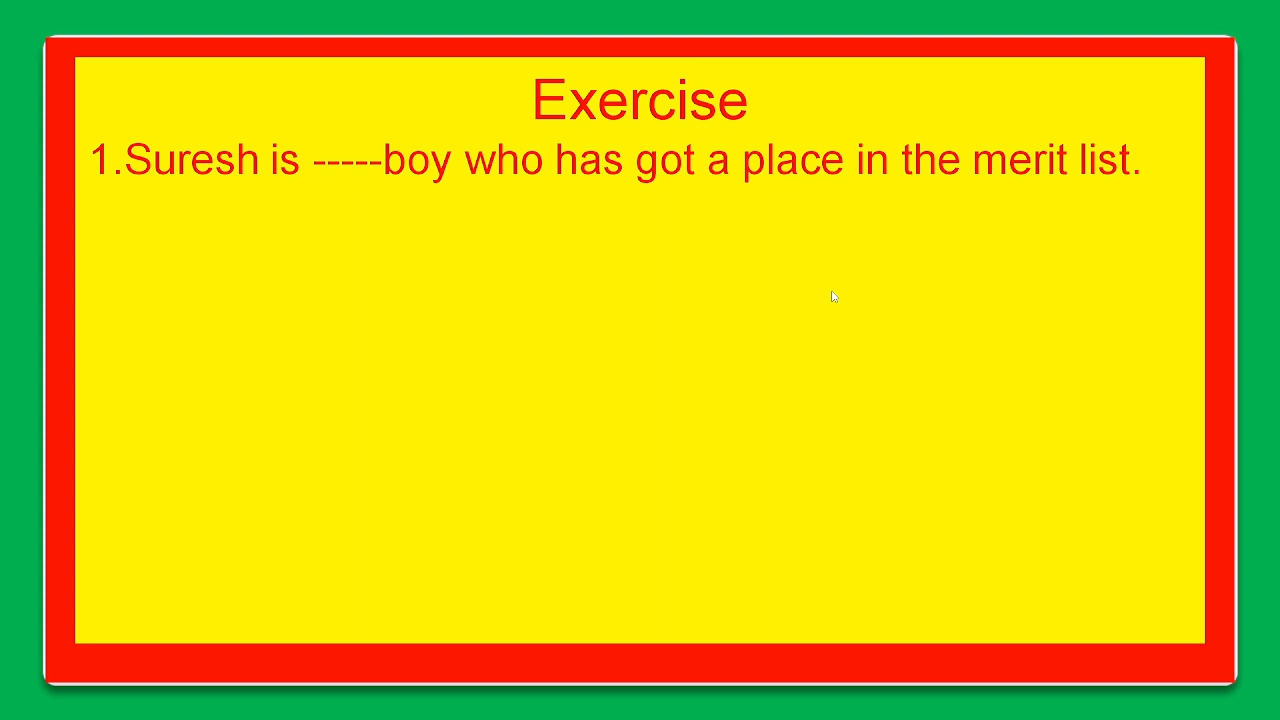 Exercise
1.Suresh is -----boy who has got a place in the merit list.